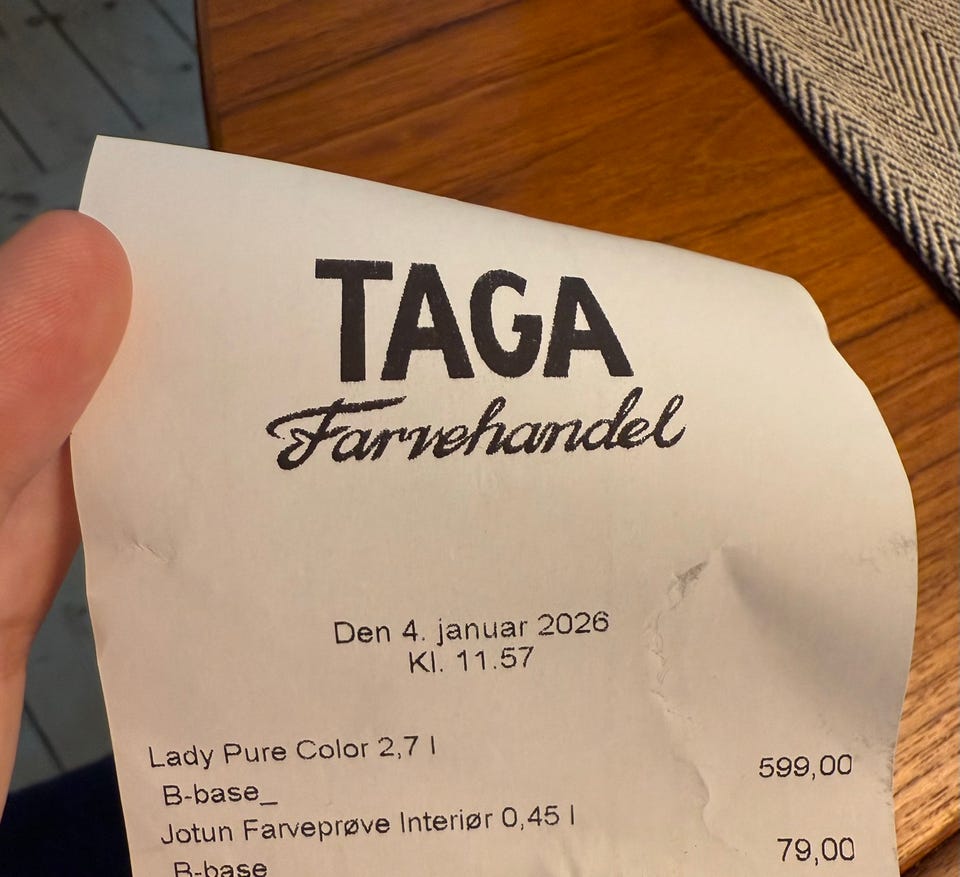 TAGA
Farvehandel
Den 4. januar 2026
Kl. 11.57
Lady Pure Color 2,7 l
599,00
B-base_
Jotun Farveprøve Interiør 0,45 l
79,00
B-base